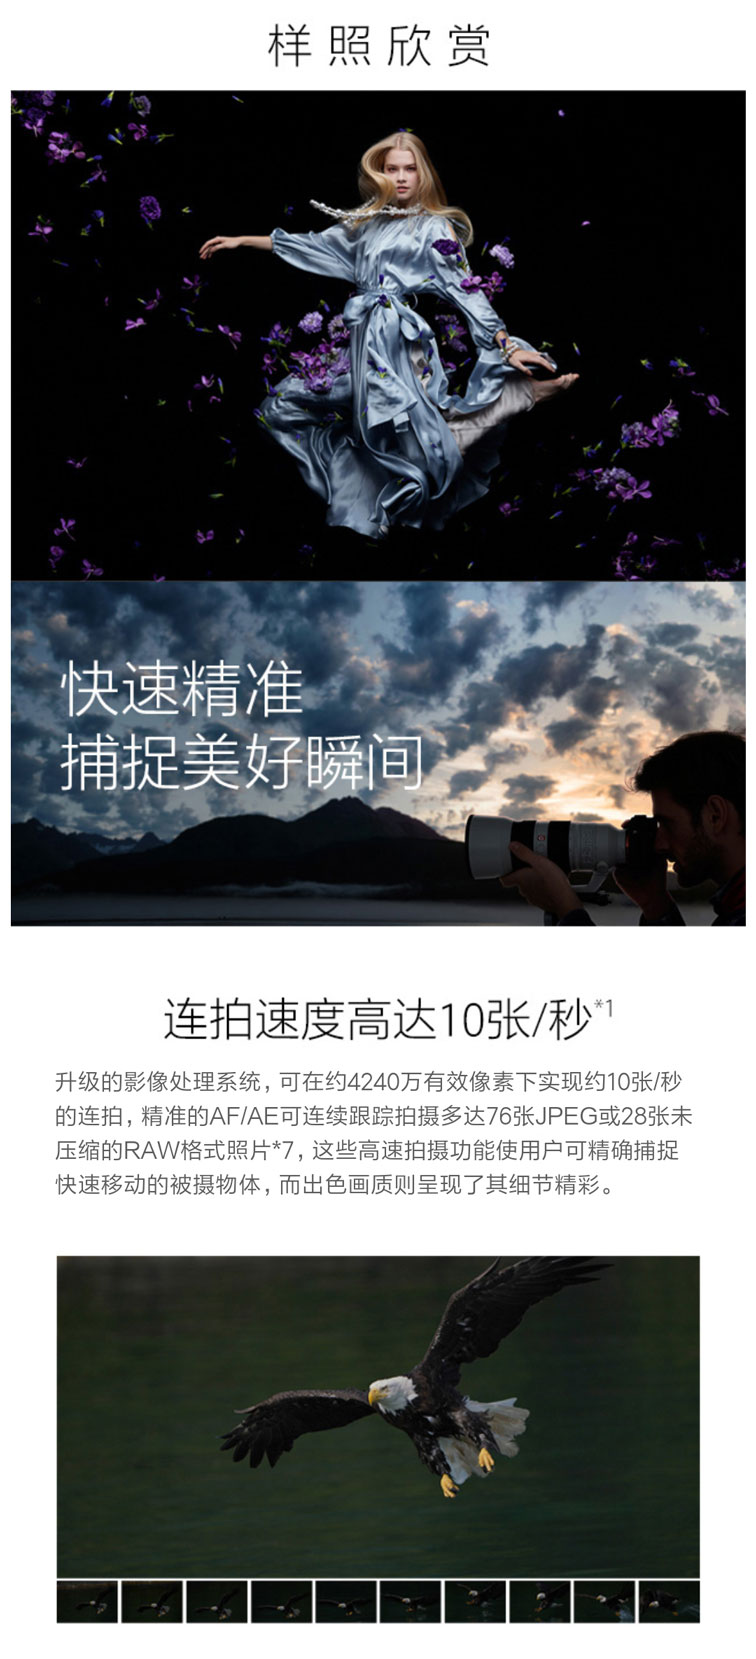 样照欣赏
快速精准
捕捉美好瞬间
连拍速度高达10张/秒*1
升级的影像处理系统，可在约4240万有效像素下实现约10张/秒
的连拍，精准的AF/AE可连续跟踪拍摄多达76张JPEG或28张未
压缩的RAW格式照片*7，这些高速拍摄功能使用户可精确捕捉
快速移动的被摄物体，而出色画质则呈现了其细节精彩。